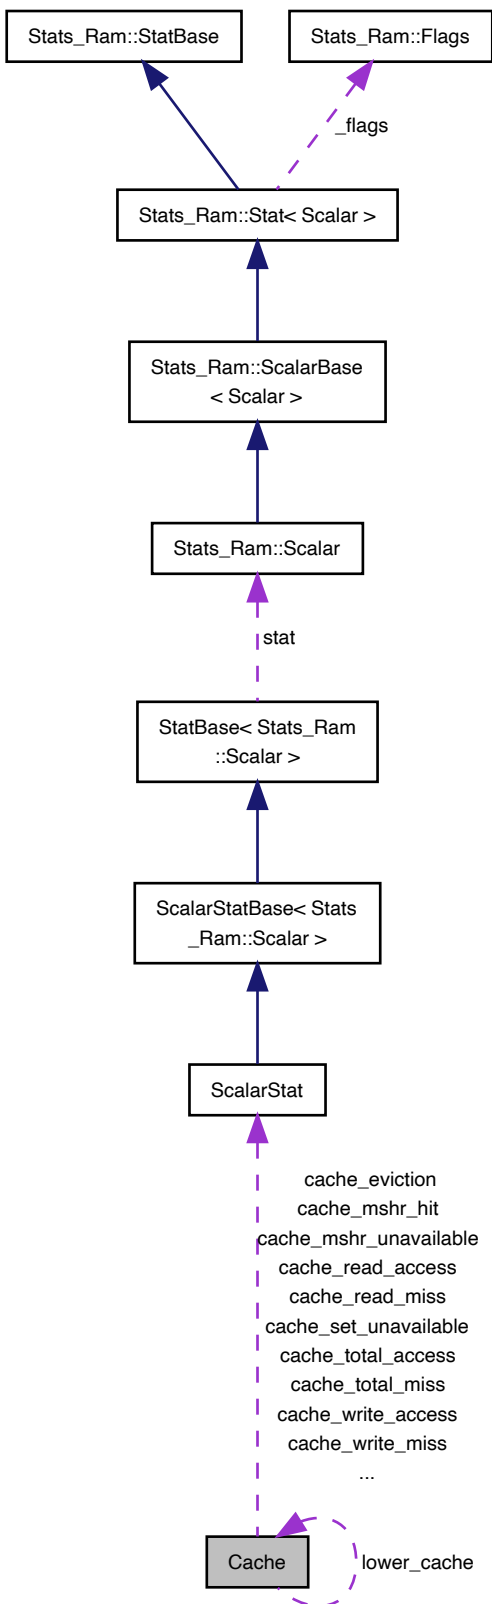 Stats_Ram::StatBase
Stats_Ram::Flags
_flags
Stats_Ram::Stat< Scalar >
Stats_Ram::ScalarBase
< Scalar >
Stats_Ram::Scalar
stat
StatBase< Stats_Ram
::Scalar >
ScalarStatBase< Stats
_Ram::Scalar >
ScalarStat
cache_eviction
cache_mshr_hit
cache_mshr_unavailable
cache_read_access
cache_read_miss
cache_set_unavailable
cache_total_access
cache_total_miss
cache_write_access
cache_write_miss
...
Cache
lower_cache